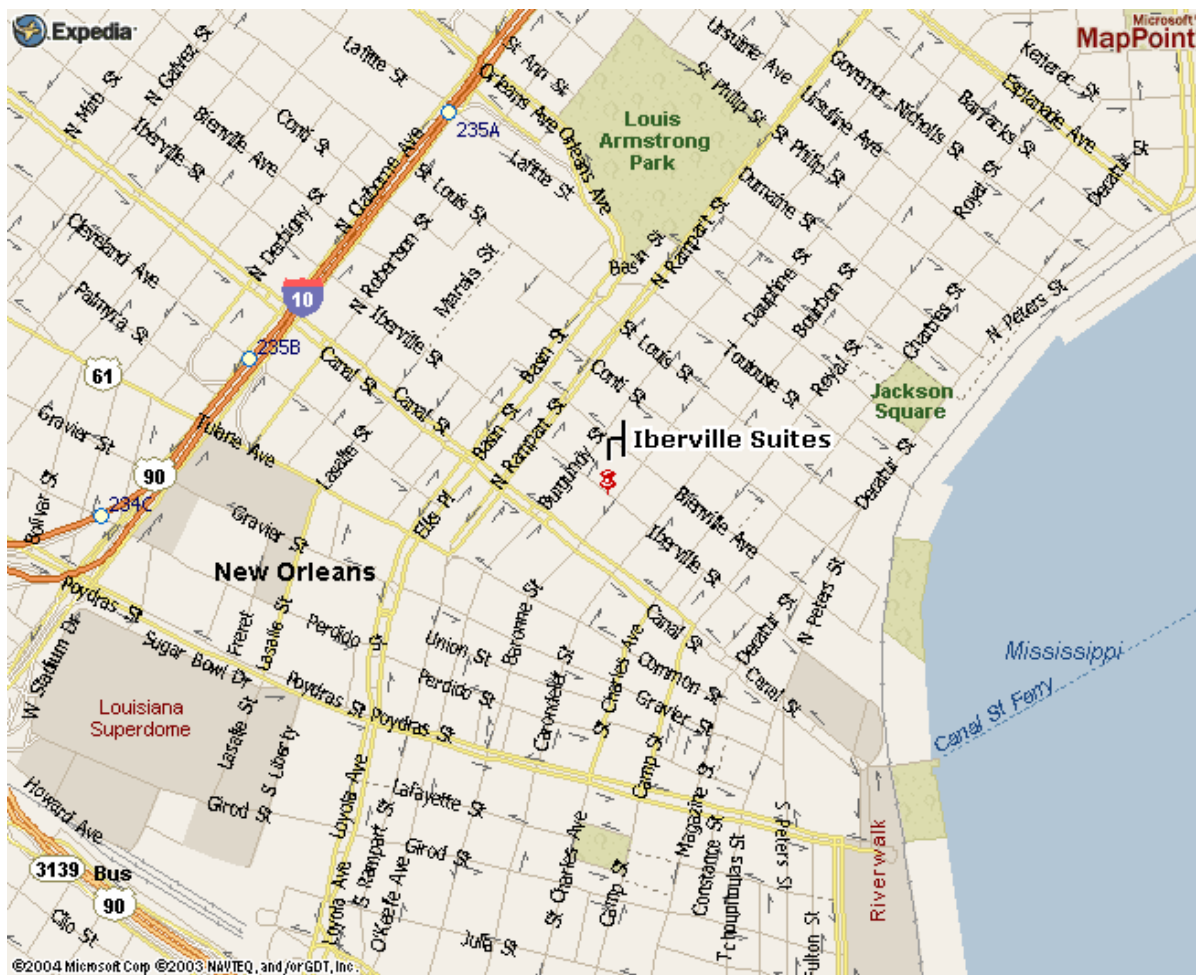 Expedia
Microsoft
MapPoint
Lafitte St
St Ann St
Ursuline Ave
Kerlerec St
N Galvez St
Orleans Ave
St Philip St
Governor Nicholls St
Esplanade Ave
N Miro St
Conti St
Bienville Ave
Iberville St
235A
Louis
Armstrong
Park
Ursuline Ave
Barracks St
Decatur St
N Claiborne Ave
Orleans Ave
Lafitte St
St Philip St
Royal St
St Louis St
Dumaine St
Cleveland Ave
N Derbigny St
N Robertson St
Marais St
Basin St
N Rampart St
Palmyra St
10
N Iberville St
Dauphine St
Bourbon St
Chartres St
N Peters St
235B
Canal St
Basin St
St Louis St
Toulouse St
Royal St
61
Canal St
Conti St
Jackson
Square
Gravier St
Tulane Ave
Lasalle St
Basin St
N Rampart St
Burgundy St
Iberville Suites
90
Bolivar St
234C
Elks Pl
Bienville Ave
Decatur St
Gravier St
Iberville St
New Orleans
Poydras St
Freret
Lasalle St
Perdido St
Baronne St
Canal St
Decatur St
N Peters St
W Stadium Dr
Sugar Bowl Dr
Union St
Common St
Mississippi
Perdido St
Carondelet St
St Charles Ave
Gravier St
Canal St
Canal St Ferry
Louisiana
Superdome
Lasalle St
S Liberty
Poydras St
Poydras St
Camp St
Magazine St
Howard Ave
Girod St
Loyola Ave
Lafayette St
S Peters St
Girod St
S Rampart St
O'Keefe Ave
St Charles Ave
Camp St
Constance St
Tchoupitoulas St
Riverwalk
3139
Bus
90
Clio St
Loyola Ave
Julia St
Fulton St
©2004 Microsoft Corp ©2003 NAVTEQ, and/or GDT, Inc.